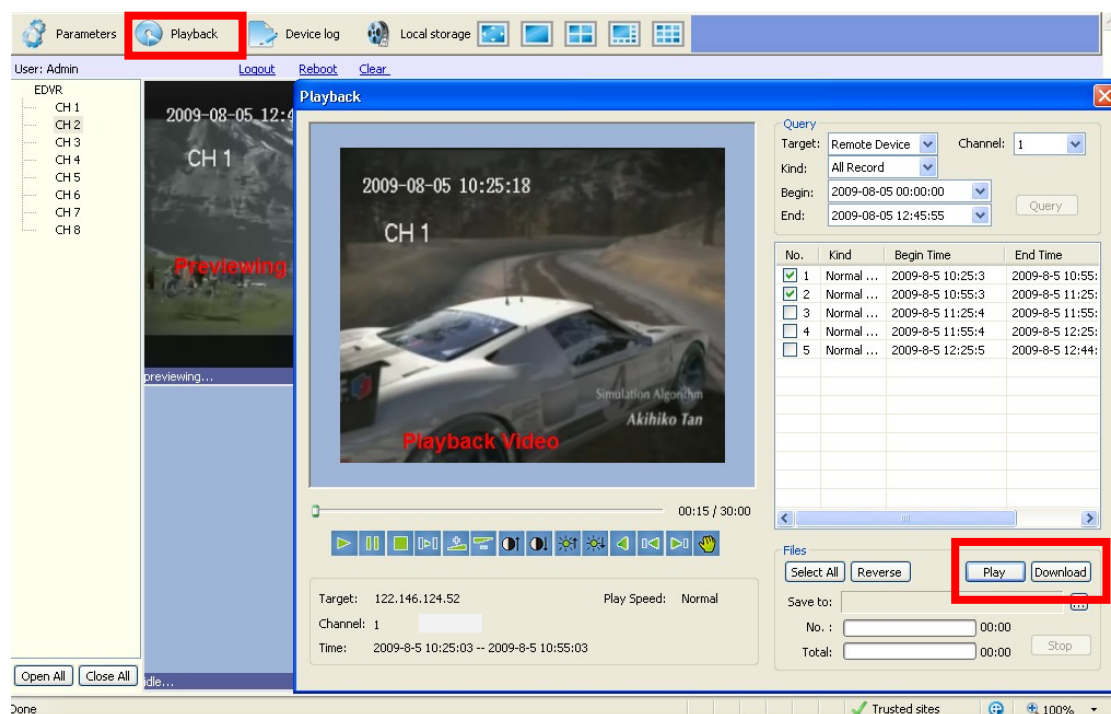 Parameters Playback Device log Local storage
User: Admin Logout Reboot Clear
EDVR
CH 1
CH 2
CH 3
CH 4
CH 5
CH 6
CH 7
CH 8
Open All Close All
2009-08-05 12:4
CH 1
Previewing
previewing...
idle...
Playback
2009-08-05 10:25:18
CH 1
Simulation Algorithm
Akihiko Tan
Playback Video
00:15 / 30:00
Target: 122.146.124.52 Play Speed: Normal
Channel: 1
Time: 2009-8-5 10:25:03 -- 2009-8-5 10:55:03
Query
Target: Remote Device Channel: 1
Kind: All Record
Begin: 2009-08-05 00:00:00
End: 2009-08-05 12:45:55
Query
No. Kind Begin Time End Time
1 Normal ... 2009-8-5 10:25:3 2009-8-5 10:55:
2 Normal ... 2009-8-5 10:55:3 2009-8-5 11:25:
3 Normal ... 2009-8-5 11:25:4 2009-8-5 11:55:
4 Normal ... 2009-8-5 11:55:4 2009-8-5 12:25:
5 Normal ... 2009-8-5 12:25:5 2009-8-5 12:44:
Files
Select All Reverse Play Download
Save to: ...
No. : 00:00
Total: 00:00
Stop
Done Trusted sites 100%